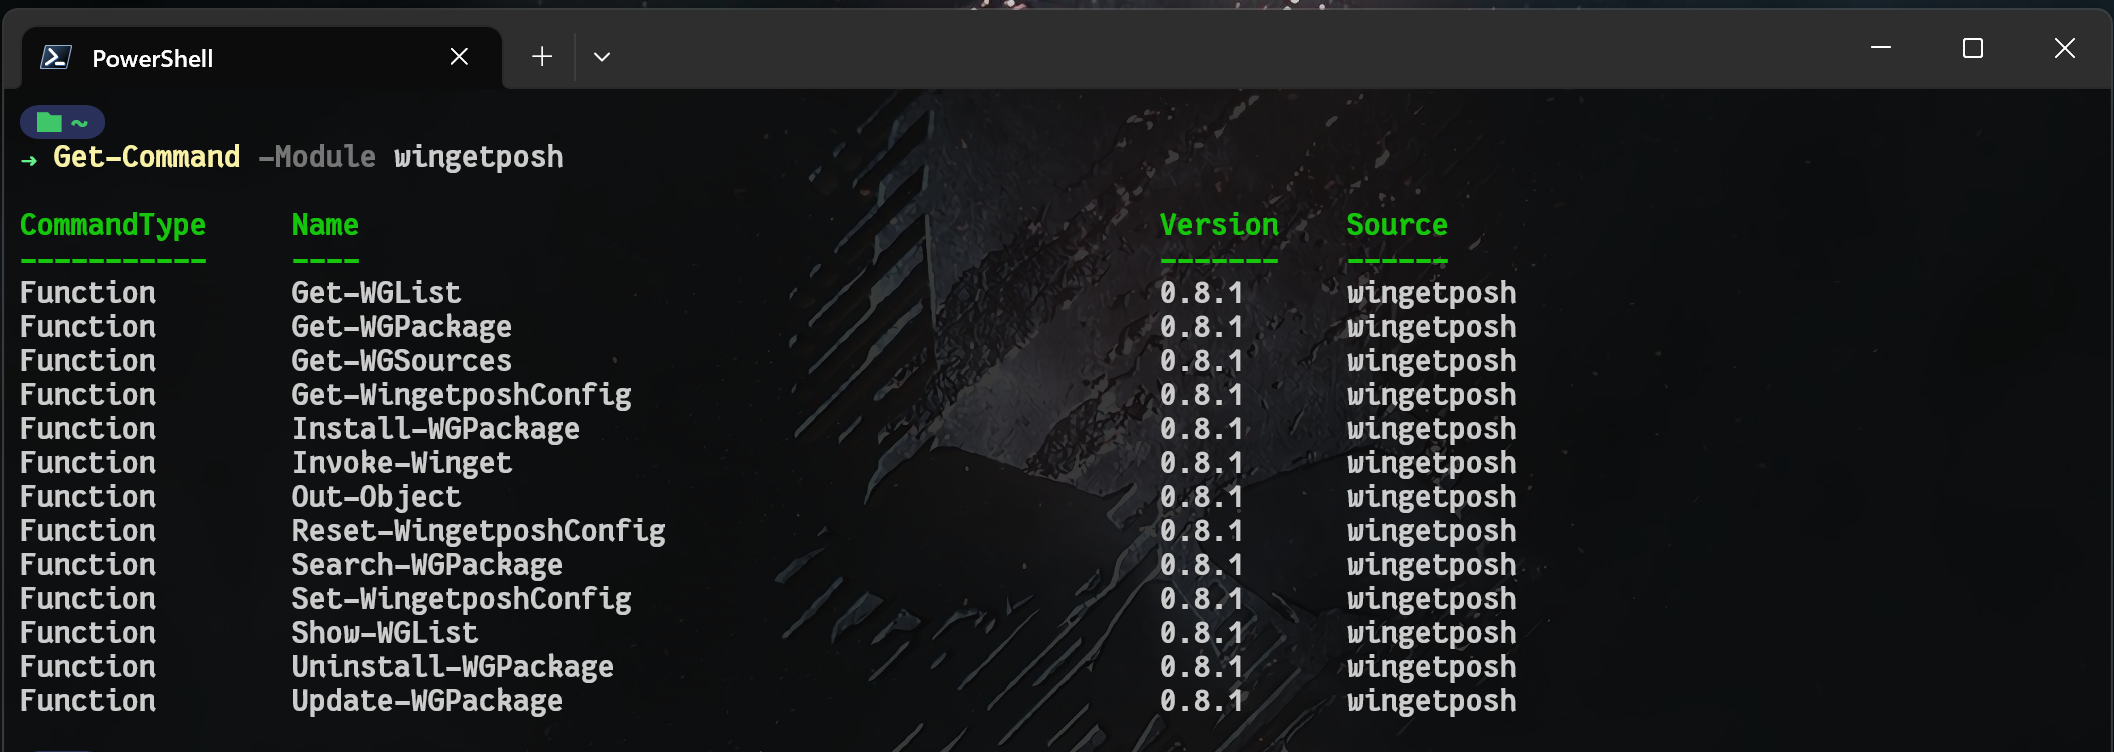 PowerShell
~
→ Get-Command -Module wingetposh
CommandType Name Version Source
----------- ---- ------- ------
Function Get-WGList 0.8.1 wingetposh
Function Get-WGPackage 0.8.1 wingetposh
Function Get-WGSources 0.8.1 wingetposh
Function Get-WingetposhConfig 0.8.1 wingetposh
Function Install-WGPackage 0.8.1 wingetposh
Function Invoke-Winget 0.8.1 wingetposh
Function Out-Object 0.8.1 wingetposh
Function Reset-WingetposhConfig 0.8.1 wingetposh
Function Search-WGPackage 0.8.1 wingetposh
Function Set-WingetposhConfig 0.8.1 wingetposh
Function Show-WGList 0.8.1 wingetposh
Function Uninstall-WGPackage 0.8.1 wingetposh
Function Update-WGPackage 0.8.1 wingetposh